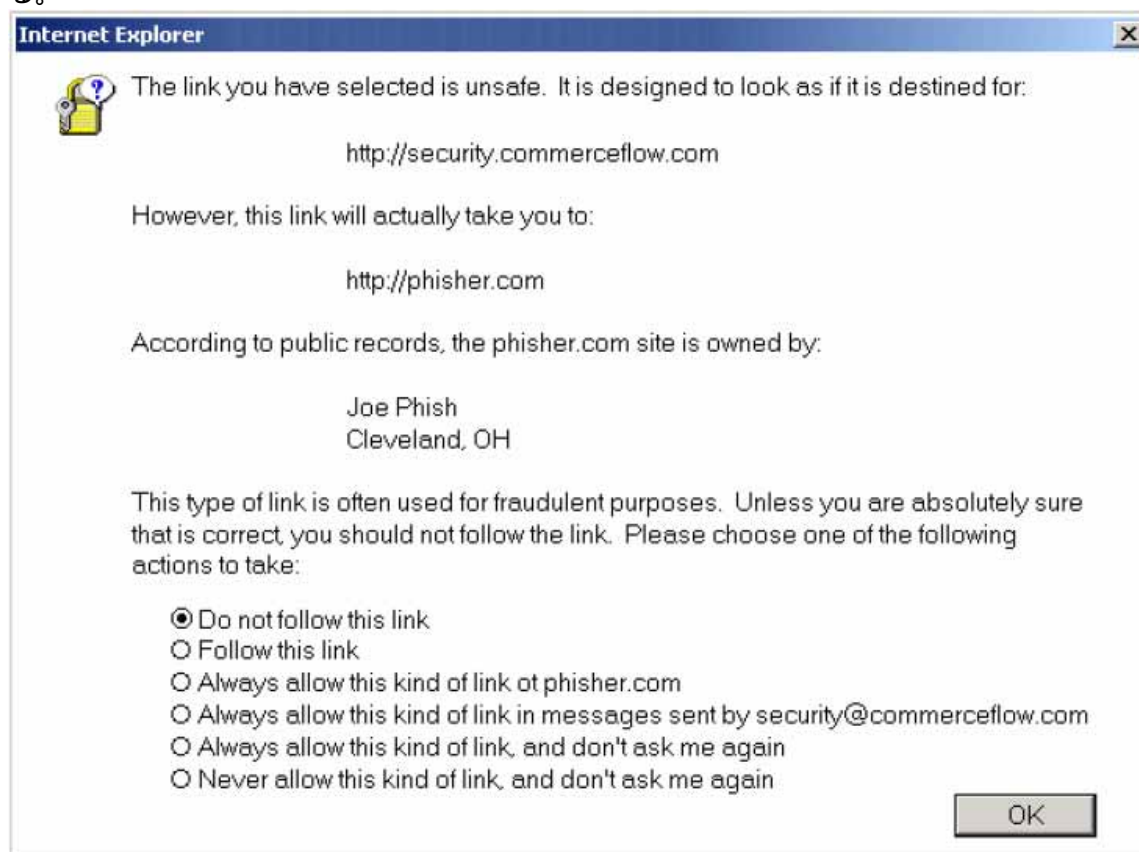 Internet Explorer
The link you have selected is unsafe. It is designed to look as if it is destined for:
http://security.commerceflow.com
However, this link will actually take you to:
http://phisher.com
According to public records, the phisher.com site is owned by:
Joe Phish
Cleveland, OH
This type of link is often used for fraudulent purposes. Unless you are absolutely sure
that is correct, you should not follow the link. Please choose one of the following
actions to take:
Do not follow this link
Follow this link
Always allow this kind of link ot phisher.com
Always allow this kind of link in messages sent by security@commerceflow.com
Always allow this kind of link, and don't ask me again
Never allow this kind of link, and don't ask me again
OK